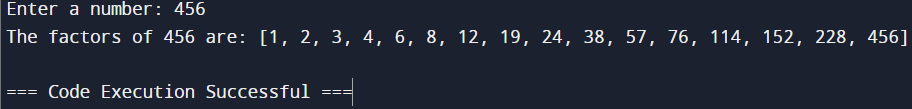 Enter a number: 456
The factors of 456 are: [1, 2, 3, 4, 6, 8, 12, 19, 24, 38, 57, 76, 114, 152, 228, 456]
=== Code Execution Successful ===